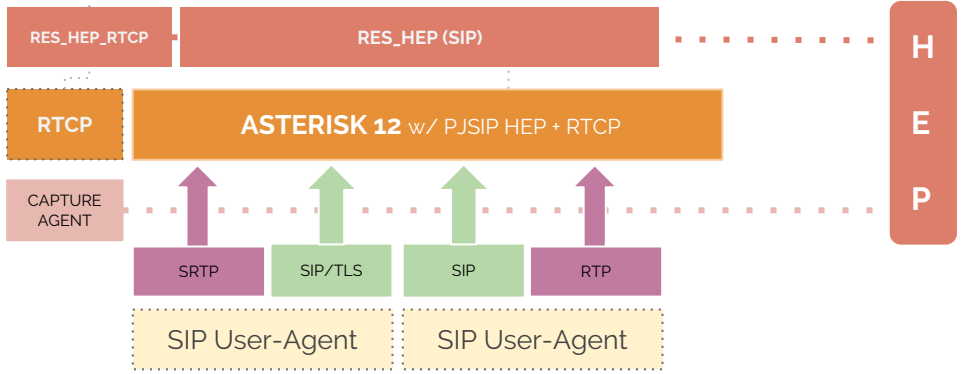 RES_HEP_RTCP
RES_HEP (SIP)
H
E
P
RTCP
ASTERISK 12 w/ PJSIP HEP + RTCP
CAPTURE
AGENT
SRTP
SIP/TLS
SIP
RTP
SIP User-Agent
SIP User-Agent